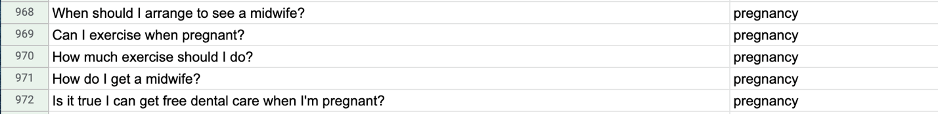 968 When should I arrange to see a midwife? pregnancy
969 Can I exercise when pregnant? pregnancy
970 How much exercise should I do? pregnancy
971 How do I get a midwife? pregnancy
972 Is it true I can get free dental care when I'm pregnant? pregnancy